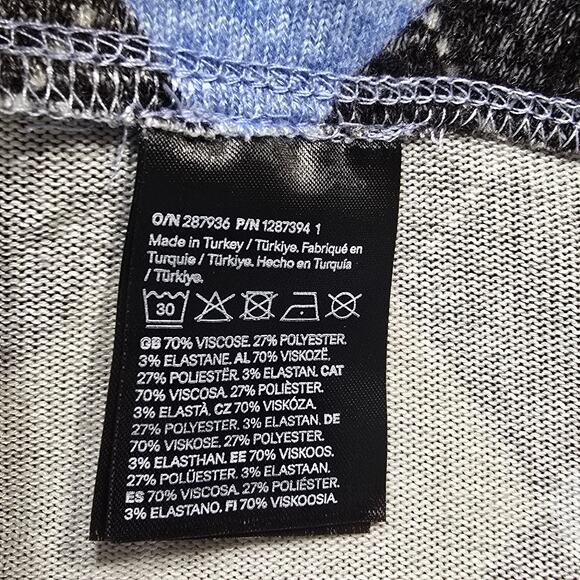 O/N 287936 P/N 1287394 1
Made in Turkey / Türkiye. Fabriqué en
Turquie / Türkiye. Hecho en Turquía
/ Türkiye.
30
GB 70% VISCOSE. 27% POLYESTER.
3% ELASTANE. AL 70% VISKOZË.
27% POLIESTËR. 3% ELASTAN. CAT
70% VISCOSA. 27% POLIÈSTER.
3% ELASTÀ. CZ 70% VISKÓZA.
27% POLYESTER. 3% ELASTAN. DE
70% VISKOSE. 27% POLYESTER.
3% ELASTHAN. EE 70% VISKOOS.
27% POLÜESTER. 3% ELASTAAN.
ES 70% VISCOSA. 27% POLIÉSTER.
3% ELASTANO. FI 70% VISKOOSIA.